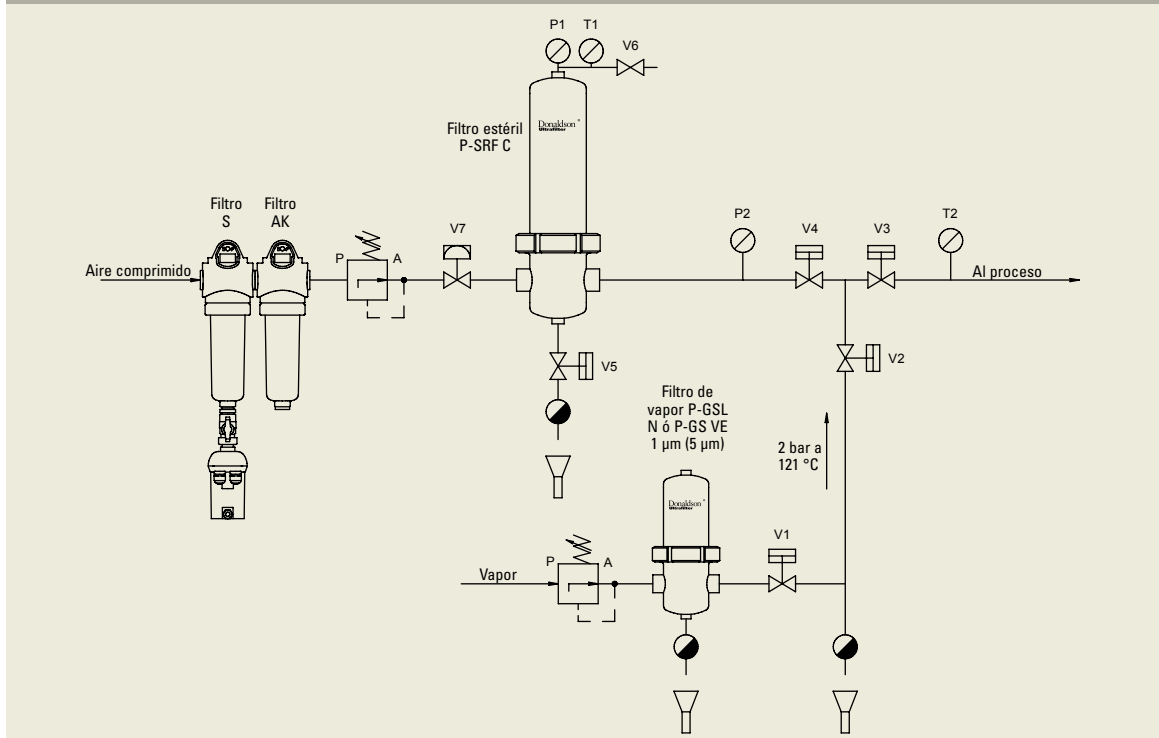 P1
T1
V6
Donaldson
Ultrafilter
Filtro estéril
P-SRF C
Filtro
S
Filtro
AK
P2
V4
V3
T2
V7
P
A
Aire comprimido
Al proceso
V5
V2
Filtro de
vapor P-GSL
N ó P-GS VE
1 µm (5 µm)
2 bar a
121 °C
Donaldson
Ultrafilter
V1
P
A
Vapor